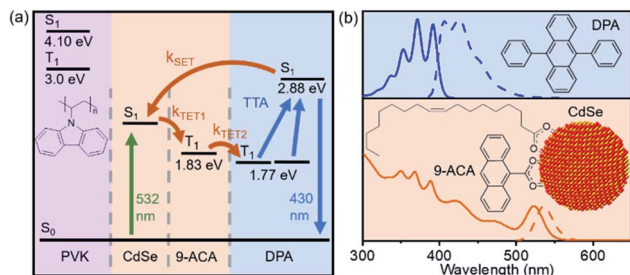 (a)
S1
4.10 eV
T1
3.0 eV
n
N
S1
kTET1
kSET
T1
1.83 eV
kTET2
T1
1.77 eV
TTA
S1
2.88 eV
532
nm
430
nm
S0
PVK
CdSe
9-ACA
DPA
(b)
DPA
CdSe
9-ACA
O
O
O
O
300
400
500
600
Wavelength (nm)